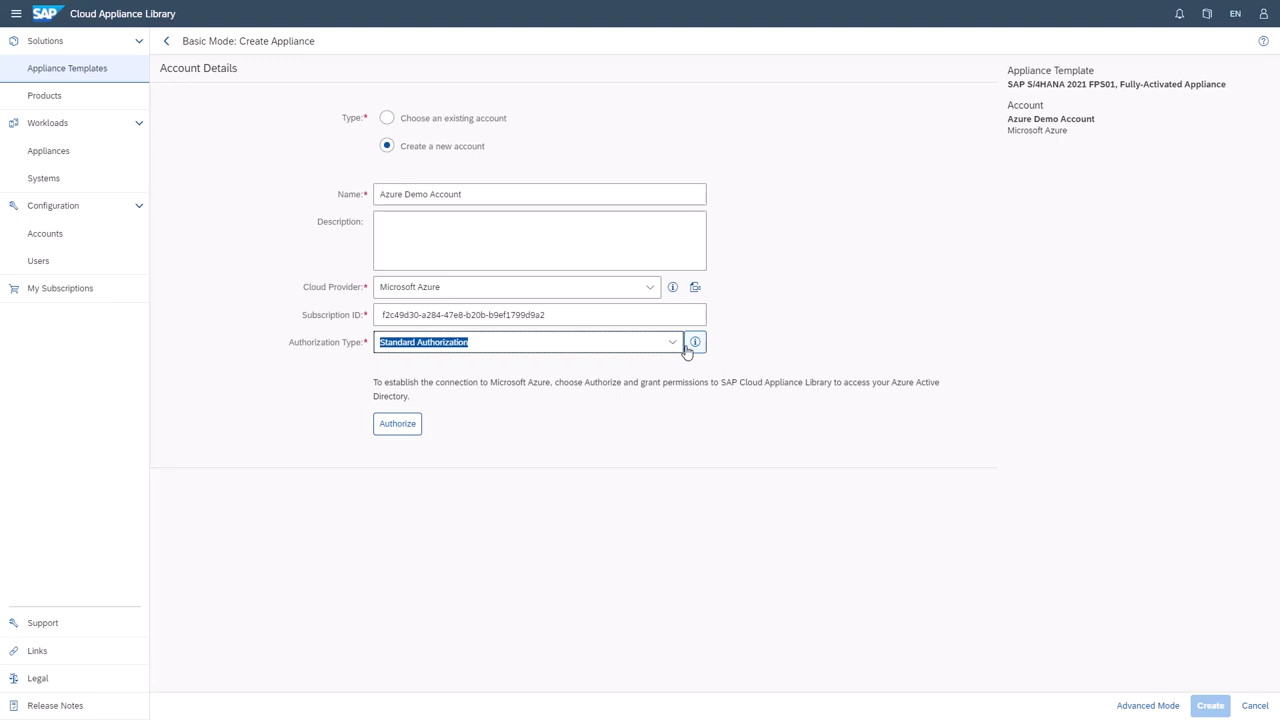 SAP Cloud Appliance Library
EN
Solutions
Appliance Templates
Products
Workloads
Appliances
Systems
Configuration
Accounts
Users
My Subscriptions
Support
Links
Legal
Release Notes
Basic Mode: Create Appliance
Account Details
Type:*
Choose an existing account
Create a new account
Name:* Azure Demo Account
Description:
Cloud Provider:* Microsoft Azure
Subscription ID:* f2c49d30-a284-47e8-b20b-b9ef1799d9a2
Authorization Type:* Standard Authorization
To establish the connection to Microsoft Azure, choose Authorize and grant permissions to SAP Cloud Appliance Library to access your Azure Active
Directory.
Authorize
Appliance Template
SAP S/4HANA 2021 FPS01, Fully-Activated Appliance
Account
Azure Demo Account
Microsoft Azure
Advanced Mode Create Cancel